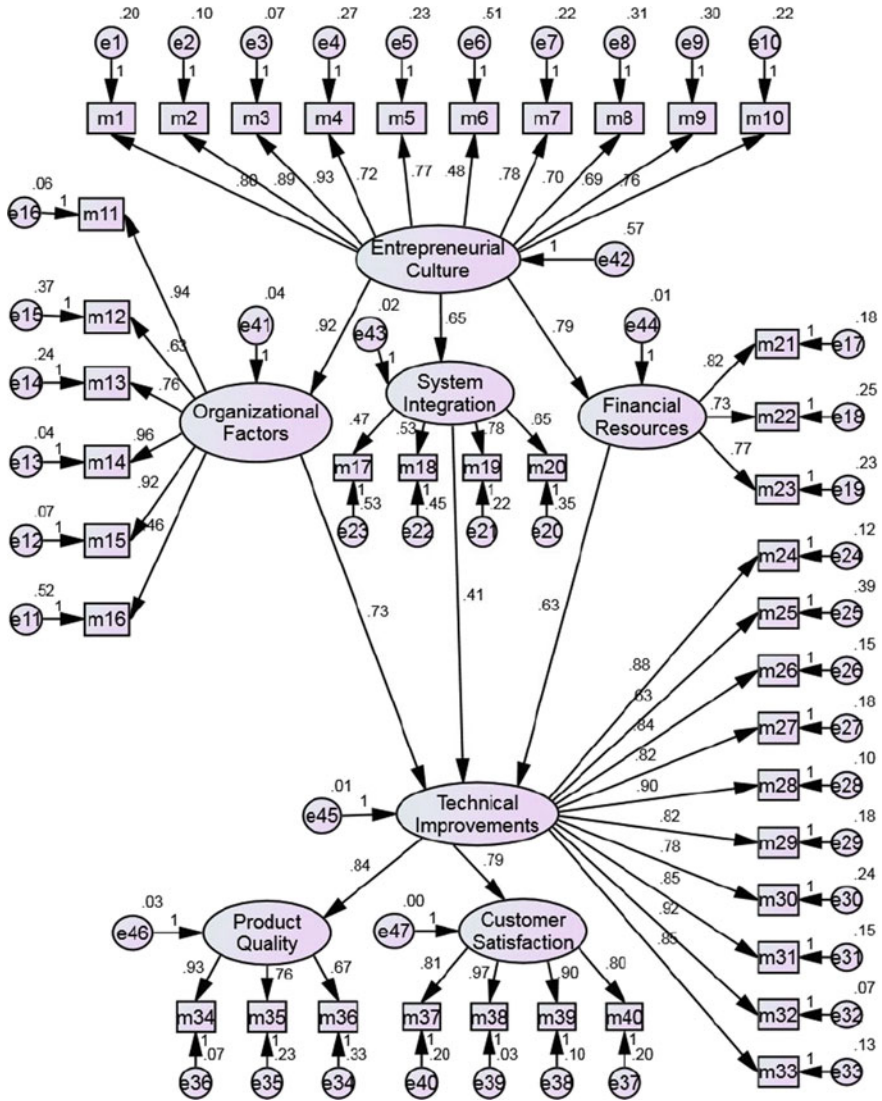 .20 .10 .07 .27 .23 .51 .22 .31 .30 .22
e1 e2 e3 e4 e5 e6 e7 e8 e9 e10
1 1 1 1 1 1 1 1 1 1
m1 m2 m3 m4 m5 m6 m7 m8 m9 m10
.80 .89 .93 .72 .77 .48 .78 .70 .69 .76
.06
e16 1 m11
Entrepreneurial
Culture
1 e42 .57
.94
.37
e15 1 m12
.63
.24
e14 1 m13
.76
.04
e13 1 m14
.96
.07
e12 1 m15
.92
.52
e11 1 m16
.46
.04
e41
1
.92
Organizational
Factors
.02
e43
1
.65
System
Integration
.47 .53 .78 .65
m17 m18 m19 m20
1 1 1 1
.53 .45 .22 .35
e23 e22 e21 e20
.01
e44
1
.79
Financial
Resources
.82 m21 1 e17 .18
.73 m22 1 e18 .25
.77 m23 1 e19 .23
.73 .41 .63
.88 m24 1 e24 .12
.63 m25 1 e25 .39
.84 m26 1 e26 .15
.82 m27 1 e27 .18
.90 m28 1 e28 .10
.82 m29 1 e29 .18
.78 m30 1 e30 .24
.85 m31 1 e31 .15
.92 m32 1 e32 .07
.85 m33 1 e33 .13
.01
e45 1
Technical
Improvements
.84 .79
.03
e46 1
Product
Quality
.00
e47 1
Customer
Satisfaction
.93 .76 .67
m34 m35 m36
1 1 1
.07 .23 .33
e36 e35 e34
.81 .97 .90 .80
m37 m38 m39 m40
1 1 1 1
.20 .03 .10 .20
e40 e39 e38 e37